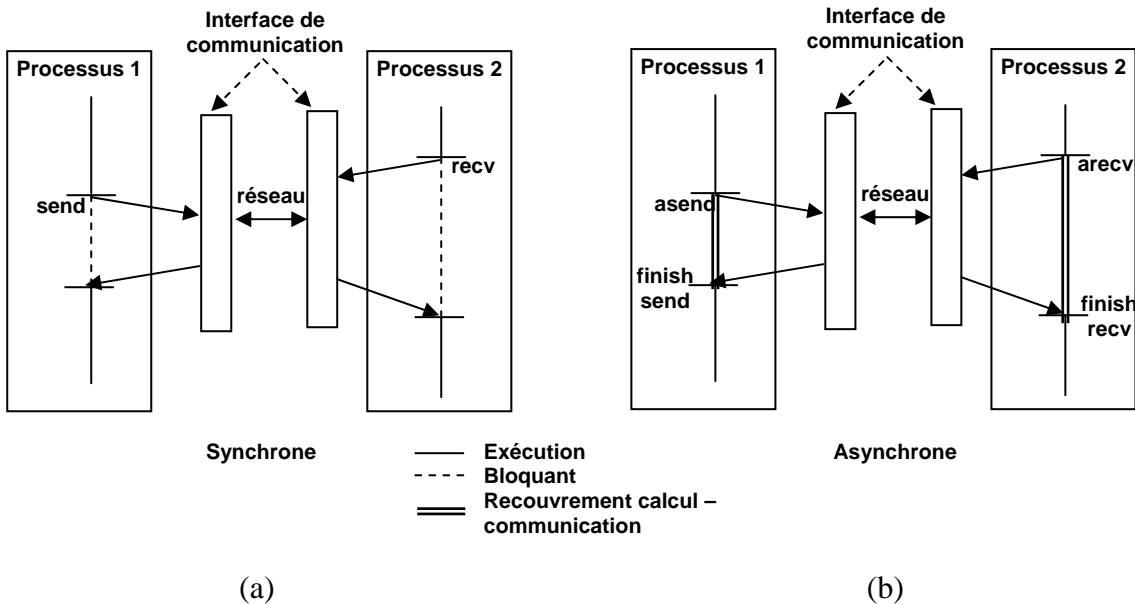 Interface de
communication
Processus 1
Processus 2
recv
réseau
send
Synchrone
Interface de
communication
Processus 1
Processus 2
arecv
réseau
asend
finish
send
finish
recv
Asynchrone
Exécution
Bloquant
Recouvrement calcul –
communication
(a)
(b)